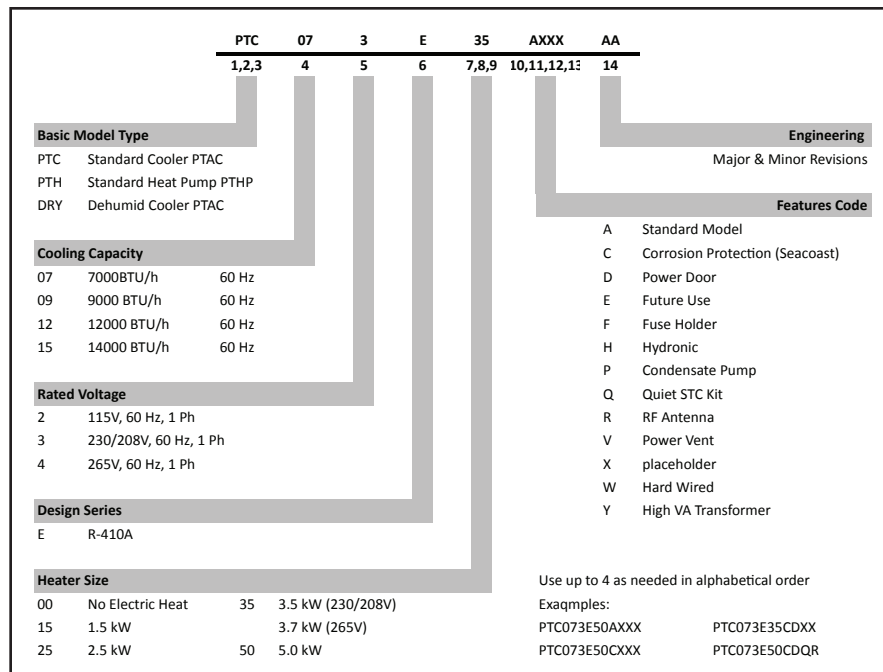 PTC 07 3 E 35 AXXX AA
1,2,3 4 5 6 7,8,9 10,11,12,13 14
Basic Model Type
PTC Standard Cooler PTAC
PTH Standard Heat Pump PTHP
DRY Dehumid Cooler PTAC
Cooling Capacity
07 7000BTU/h 60 Hz
09 9000 BTU/h 60 Hz
12 12000 BTU/h 60 Hz
15 14000 BTU/h 60 Hz
Rated Voltage
2 115V, 60 Hz, 1 Ph
3 230/208V, 60 Hz, 1 Ph
4 265V, 60 Hz, 1 Ph
Design Series
E R-410A
Heater Size
00 No Electric Heat 35 3.5 kW (230/208V)
15 1.5 kW 3.7 kW (265V)
25 2.5 kW 50 5.0 kW
Engineering
Major & Minor Revisions
Features Code
A Standard Model
C Corrosion Protection (Seacoast)
D Power Door
E Future Use
F Fuse Holder
H Hydronic
P Condensate Pump
Q Quiet STC Kit
R RF Antenna
V Power Vent
X placeholder
W Hard Wired
Y High VA Transformer
Use up to 4 as needed in alphabetical order
Exaqmples:
PTC073E50AXXX PTC073E35CDXX
PTC073E50CXXX PTC073E50CDQR